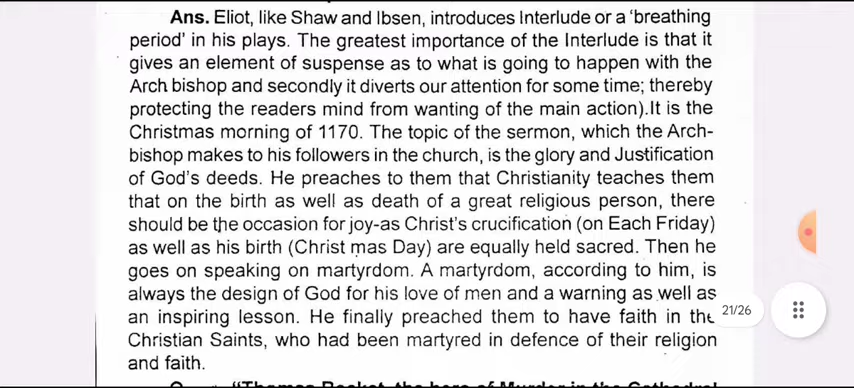 Ans. Eliot, like Shaw and Ibsen, introduces Interlude or a 'breathing
period' in his plays. The greatest importance of the Interlude is that it
gives an element of suspense as to what is going to happen with the
Arch bishop and secondly it diverts our attention for some time; thereby
protecting the readers mind from wanting of the main action).It is the
Christmas morning of 1170. The topic of the sermon, which the Arch-
bishop makes to his followers in the church, is the glory and Justification
of God's deeds. He preaches to them that Christianity teaches them
that on the birth as well as death of a great religious person, there
should be the occasion for joy-as Christ's crucification (on Each Friday)
as well as his birth (Christ mas Day) are equally held sacred. Then he
goes on speaking on martyrdom. A martyrdom, according to him, is
always the design of God for his love of men and a warning as well as
an inspiring lesson. He finally preached them to have faith in the
Christian Saints, who had been martyred in defence of their religion
and faith.
"Thomas Becket, the hero of Murder in the Cathedral
21/26